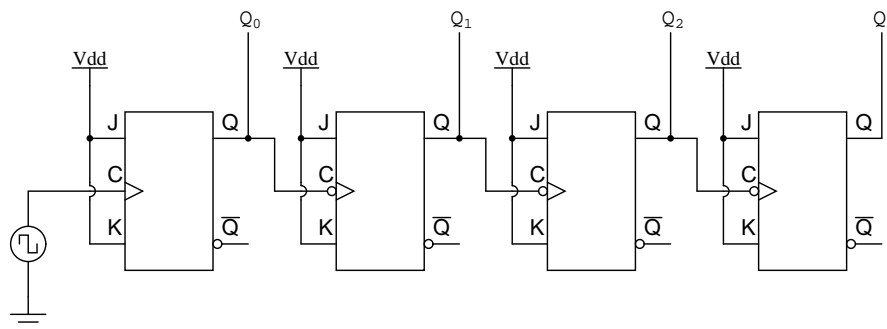 Q0 Q1 Q2 Q
Vdd Vdd Vdd Vdd
J Q J Q J Q J Q
C C C C
K Q̅ K Q̅ K Q̅ K Q̅